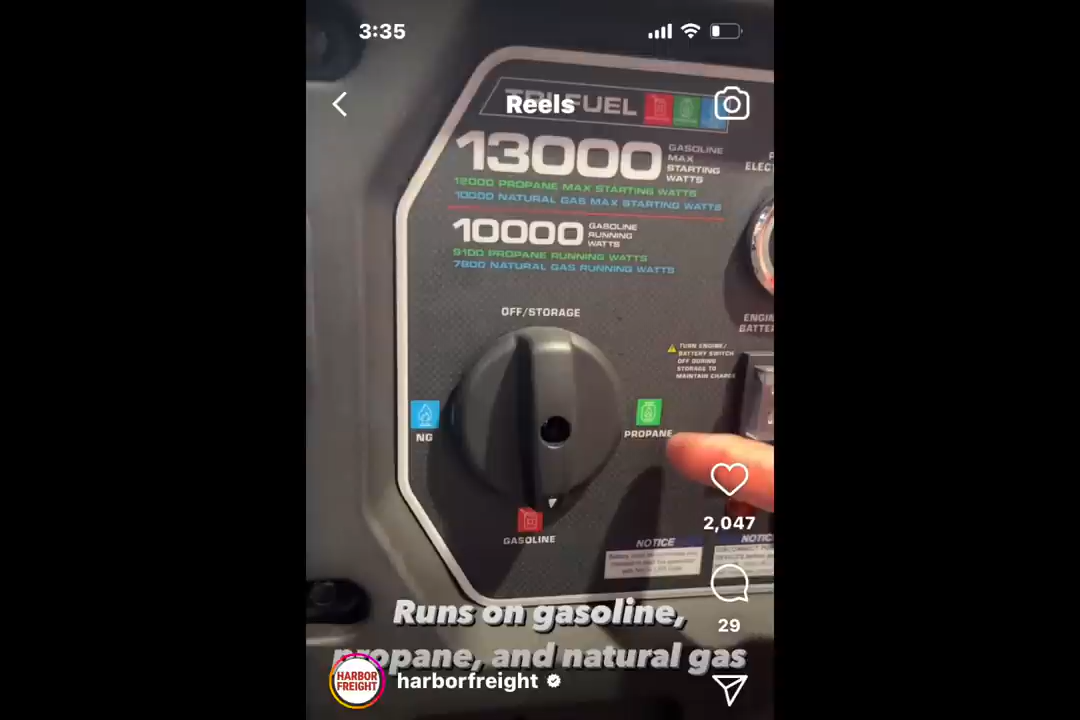 3:35
Reels
TRI FUEL
13000
GASOLINE
MAX
STARTING
WATTS
12000 PROPANE MAX STARTING WATTS
10000 NATURAL GAS MAX STARTING WATTS
10000
GASOLINE
RUNNING
WATTS
9100 PROPANE RUNNING WATTS
7800 NATURAL GAS RUNNING WATTS
OFF/STORAGE
TURN ENGINE/
BATTERY SWITCH
OFF DURING
STORAGE TO
MAINTAIN CHARGE
NG
PROPANE
GASOLINE
NOTICE
2,047
29
Runs on gasoline,
propane, and natural gas
HARBOR
FREIGHT
harborfreight